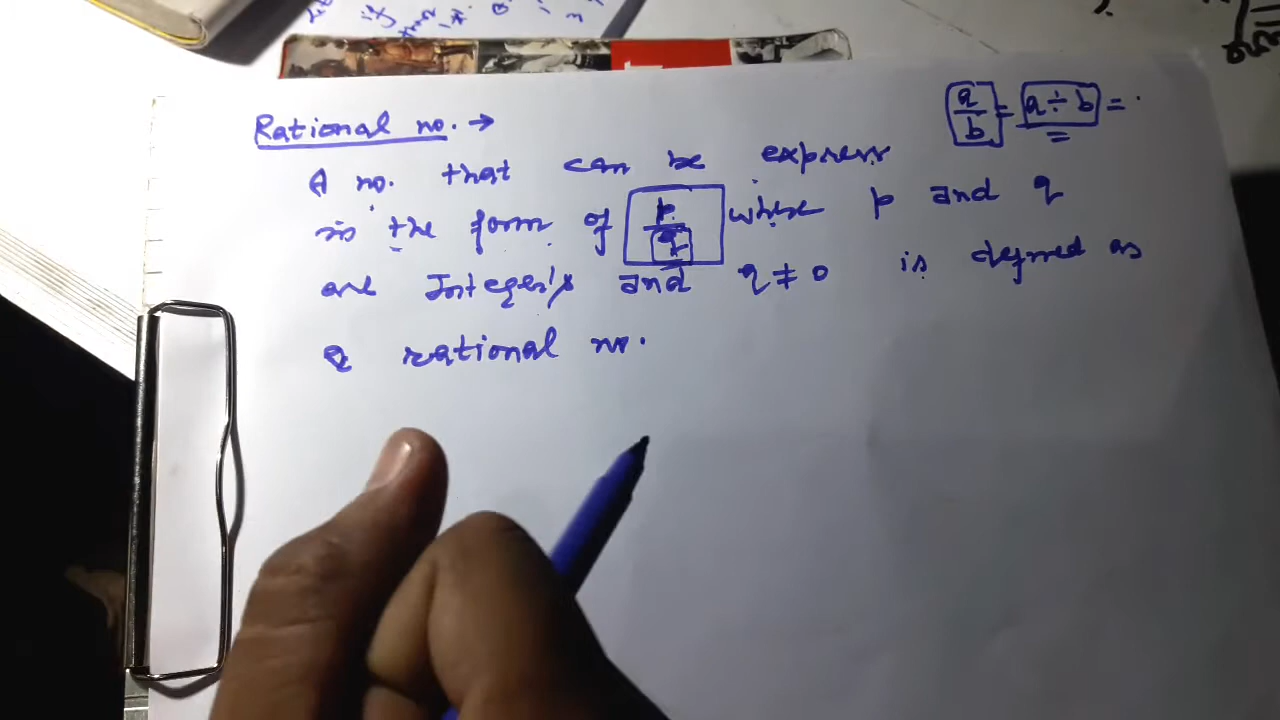 Rational no. →
a/b = a ÷ b = .
A no. that can be express
in the form of p/q where p and q
are Integers and q ≠ 0 is defined as
a rational no.